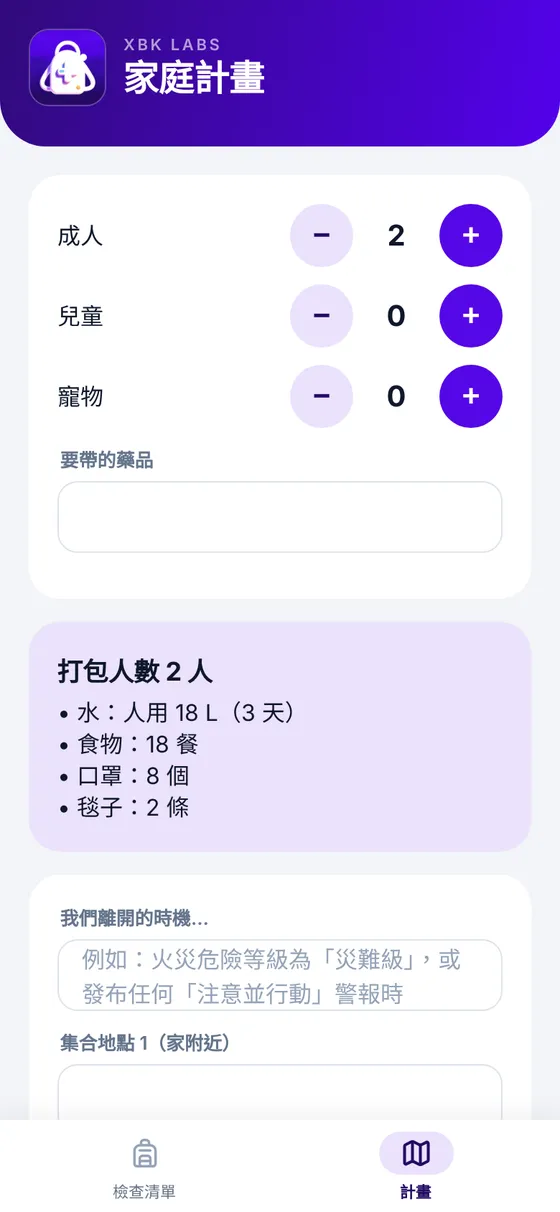 XBK LABS
家庭計畫
成人
− 2 +
兒童
− 0 +
寵物
− 0 +
要帶的藥品
打包人數 2 人
• 水：人用 18 L（3 天）
• 食物：18 餐
• 口罩：8 個
• 毯子：2 條
我們離開的時機…
例如：火災危險等級為「災難級」，或
發布任何「注意並行動」警報時
集合地點 1（家附近）
檢查清單
計畫